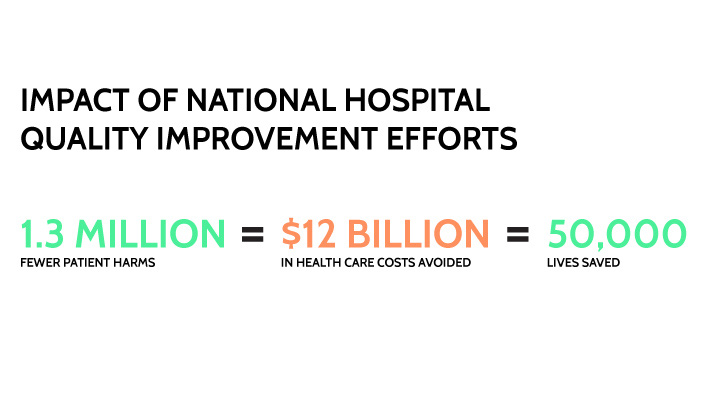 IMPACT OF NATIONAL HOSPITAL
QUALITY IMPROVEMENT EFFORTS
1.3 MILLION = $12 BILLION = 50,000
FEWER PATIENT HARMS IN HEALTH CARE COSTS AVOIDED LIVES SAVED